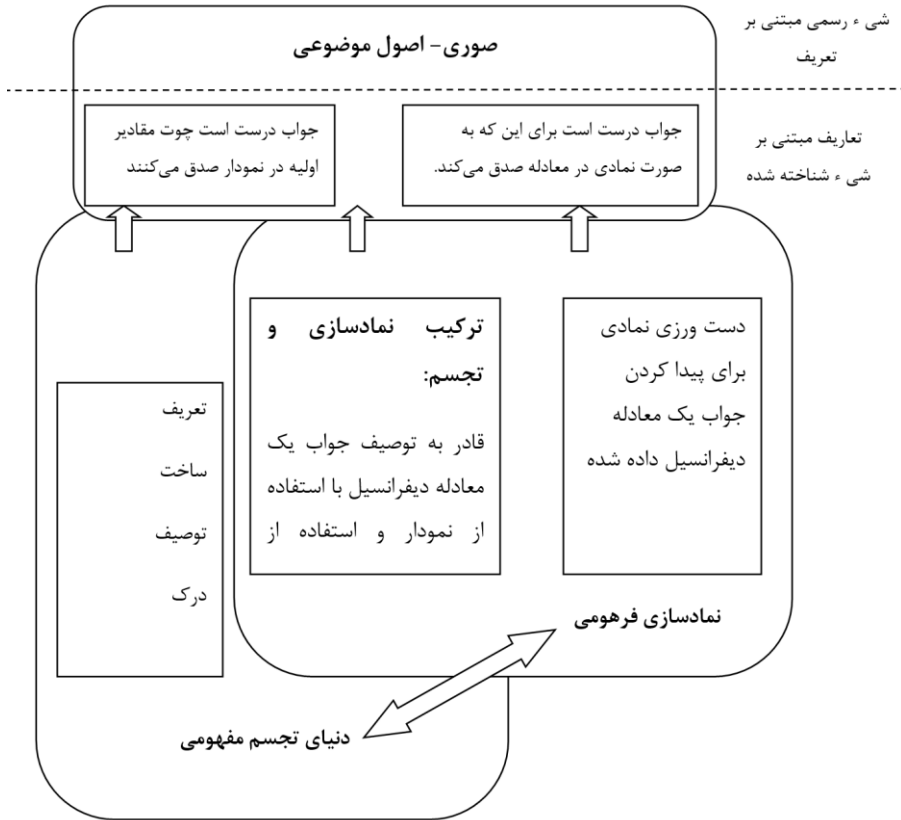 شی ء رسمی مبتنی بر
تعریف
صوری- اصول موضوعی
تعاریف مبتنی بر
شی ء شناخته شده
جواب درست است برای این که به
صورت نمادی در معادله صدق می‌کند.
جواب درست است چوت مقادیر
اولیه در نمودار صدق می‌کنند
دست ورزی نمادی
برای پیدا کردن
جواب یک معادله
دیفرانسیل داده شده
ترکیب نمادسازی و
تجسم:
قادر به توصیف جواب یک
معادله دیفرانسیل با استفاده
از نمودار و استفاده از
تعریف
ساخت
توصیف
درک
نمادسازی فرهومی
دنیای تجسم مفهومی